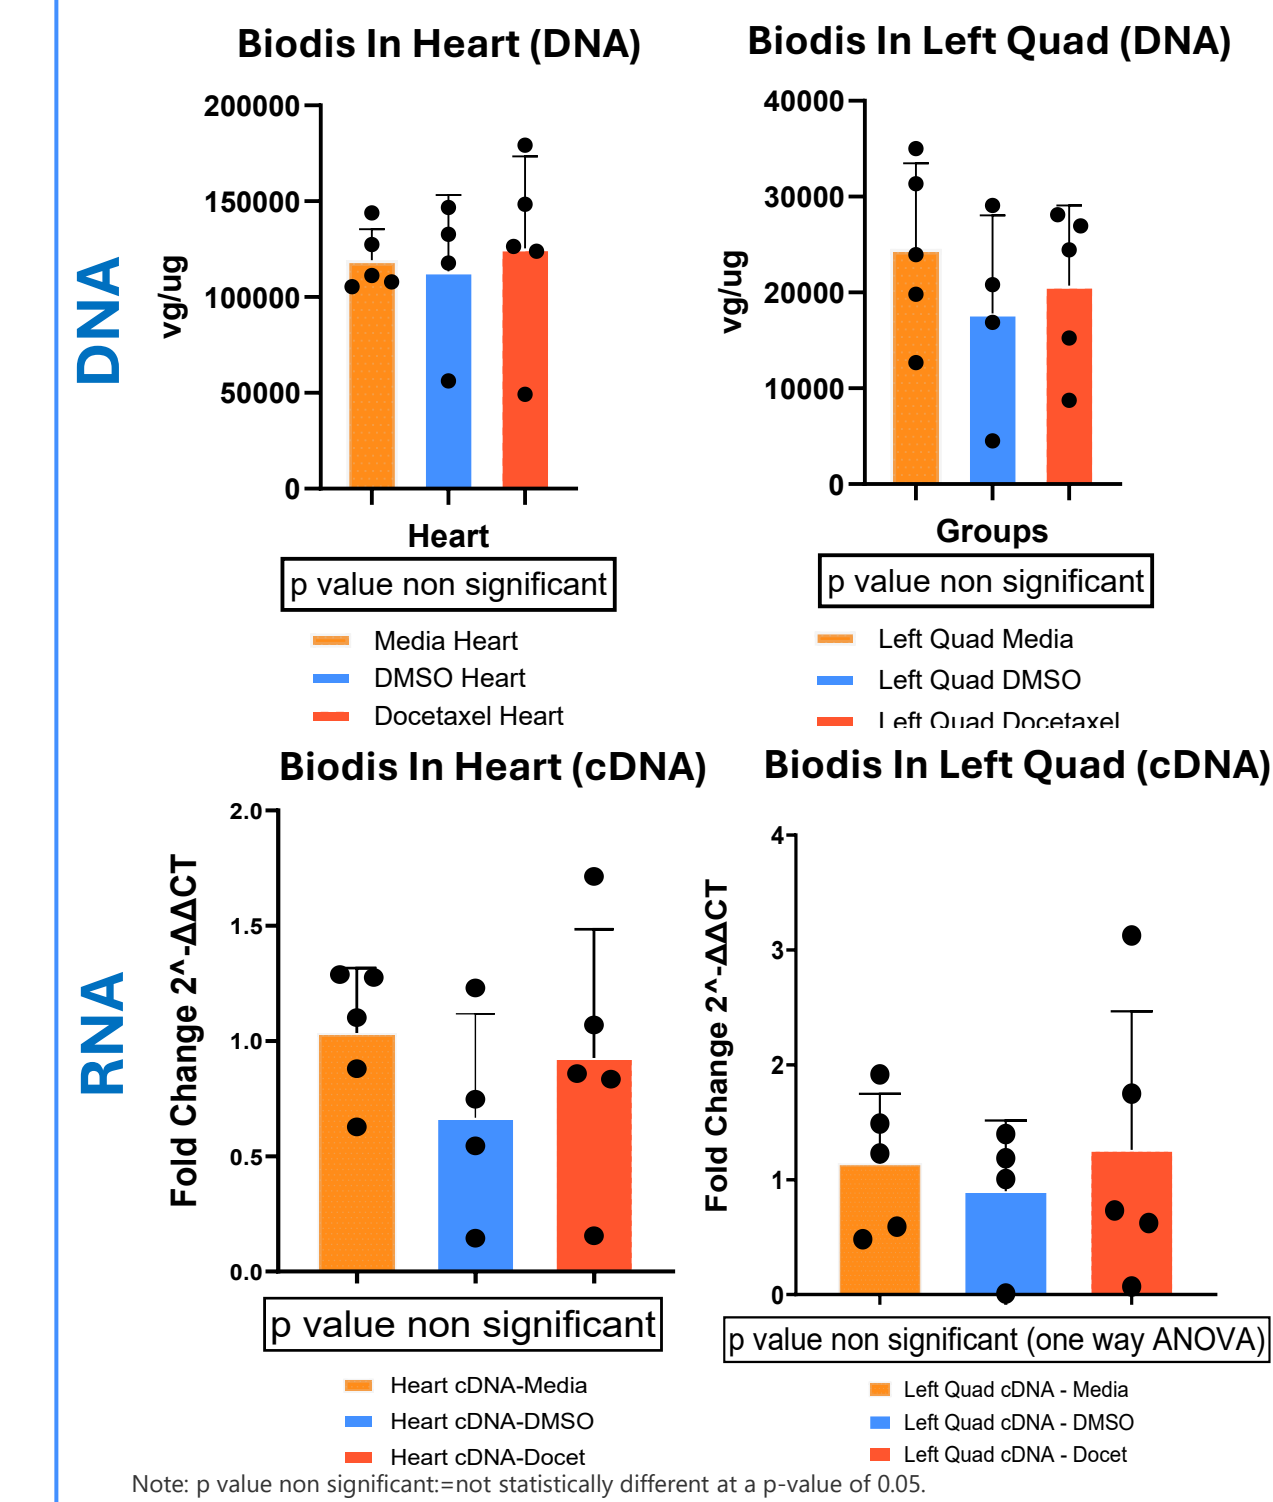 Biodis In Heart (DNA)
200000
150000
100000
50000
0
vg/ug
Heart
p value non significant
Media Heart
DMSO Heart
Docetaxel Heart
Biodis In Left Quad (DNA)
40000
30000
20000
10000
0
vg/ug
Groups
p value non significant
Left Quad Media
Left Quad DMSO
Left Quad Docetaxel
DNA
Biodis In Heart (cDNA)
2.0
1.5
1.0
0.5
0.0
Fold Change 2^-ΔΔCT
p value non significant
Heart cDNA-Media
Heart cDNA-DMSO
Heart cDNA-Docet
Biodis In Left Quad (cDNA)
4
3
2
1
0
Fold Change 2^-ΔΔCT
p value non significant (one way ANOVA)
Left Quad cDNA - Media
Left Quad cDNA - DMSO
Left Quad cDNA - Docet
RNA
Note: p value non significant:=not statistically different at a p-value of 0.05.